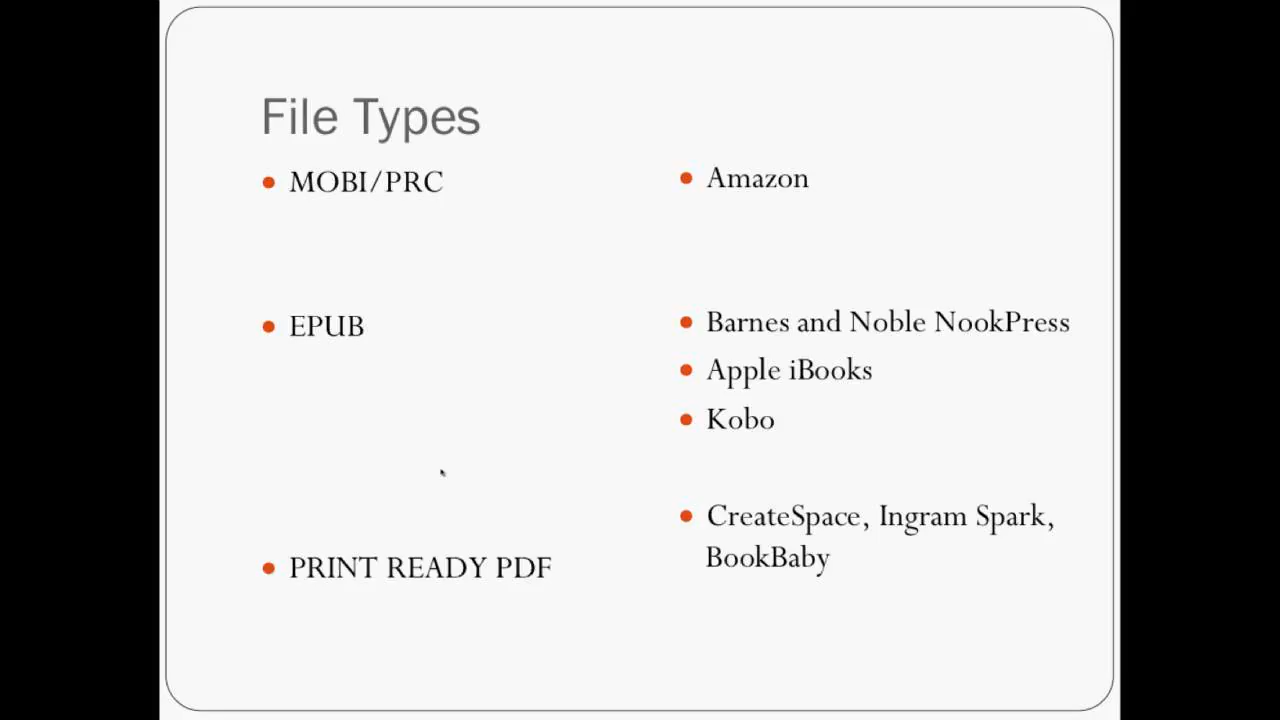 File Types
MOBI/PRC
Amazon
EPUB
Barnes and Noble NookPress
Apple iBooks
Kobo
PRINT READY PDF
CreateSpace, Ingram Spark,
BookBaby